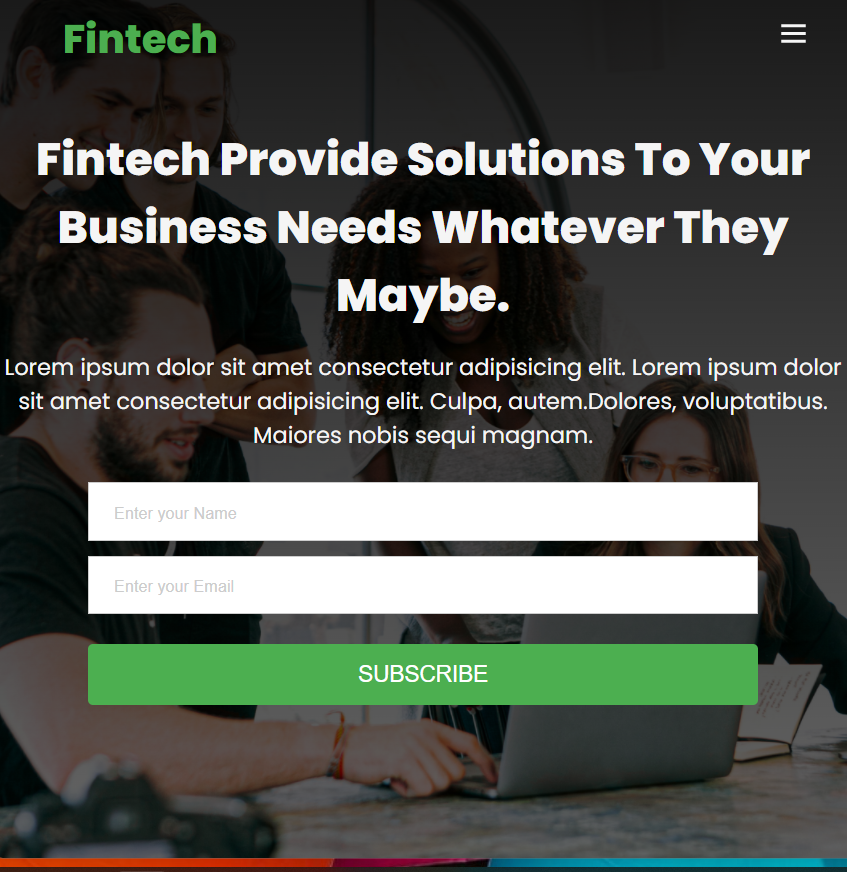 Fintech
Fintech Provide Solutions To Your
Business Needs Whatever They
Maybe.
Lorem ipsum dolor sit amet consectetur adipisicing elit. Lorem ipsum dolor
sit amet consectetur adipisicing elit. Culpa, autem.Dolores, voluptatibus.
Maiores nobis sequi magnam.
Enter your Name
Enter your Email
SUBSCRIBE